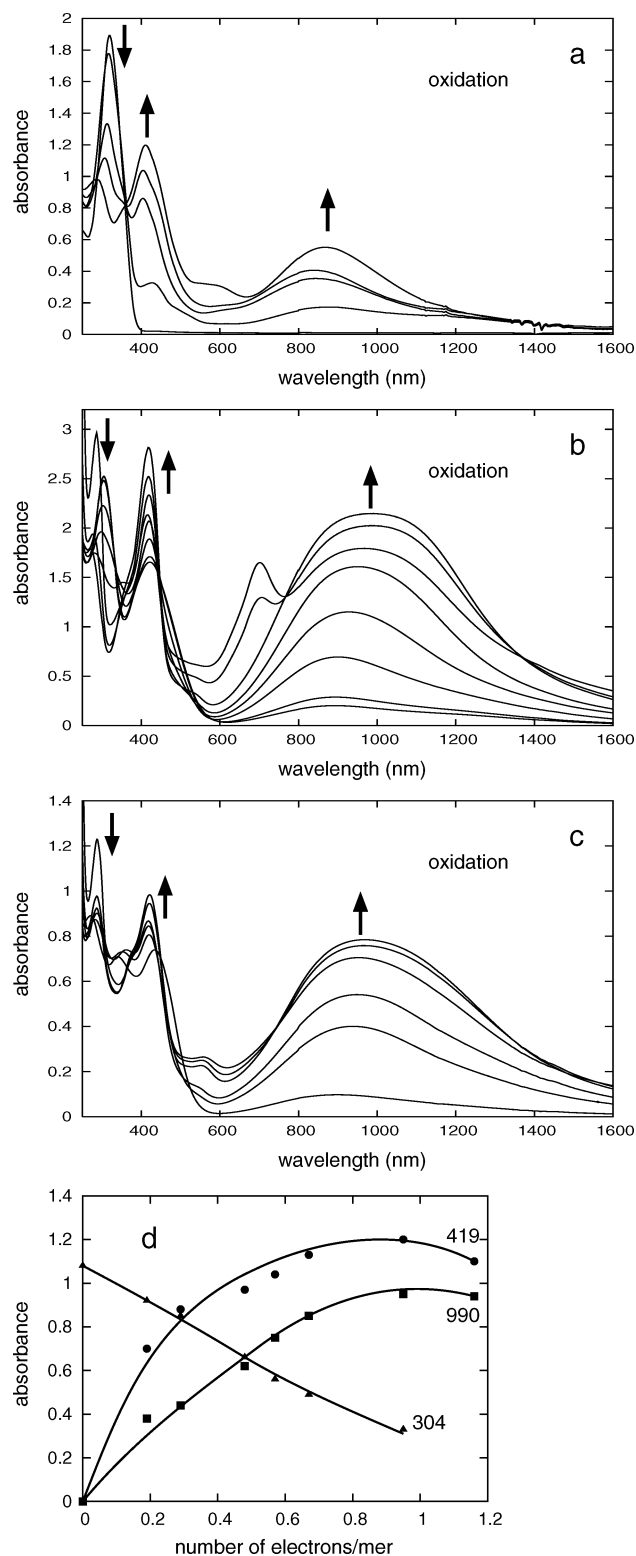 2
1.8
1.6
1.4
1.2
1
0.8
0.6
0.4
0.2
0
absorbance
a
oxidation
400 600 800 1000 1200 1400 1600
wavelength (nm)
3
2.5
2
1.5
1
0.5
0
absorbance
b
oxidation
400 600 800 1000 1200 1400 1600
wavelength (nm)
1.4
1.2
1
0.8
0.6
0.4
0.2
0
absorbance
c
oxidation
400 600 800 1000 1200 1400 1600
wavelength (nm)
1.4
1.2
1
0.8
0.6
0.4
0.2
0
absorbance
d
419
990
304
0 0.2 0.4 0.6 0.8 1 1.2
number of electrons/mer